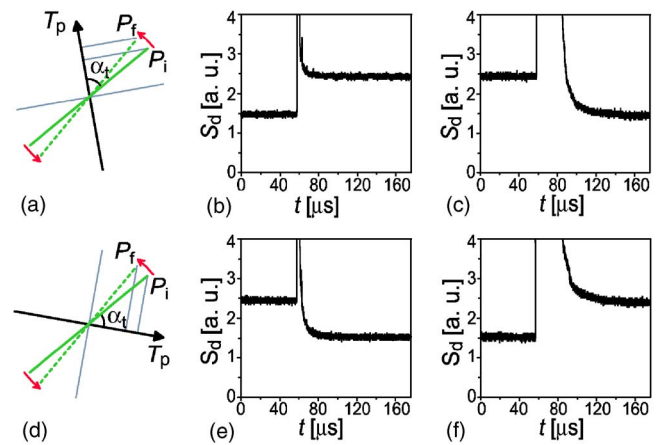 Tp
Pf
Pi
αt
(a)
4
3
2
1
0
Sd [a. u.]
0 40 80 120 160
t [μs]
(b)
4
3
2
1
0
Sd [a. u.]
0 40 80 120 160
t [μs]
(c)
Pf
Pi
αt
Tp
(d)
4
3
2
1
0
Sd [a. u.]
0 40 80 120 160
t [μs]
(e)
4
3
2
1
0
Sd [a. u.]
0 40 80 120 160
t [μs]
(f)